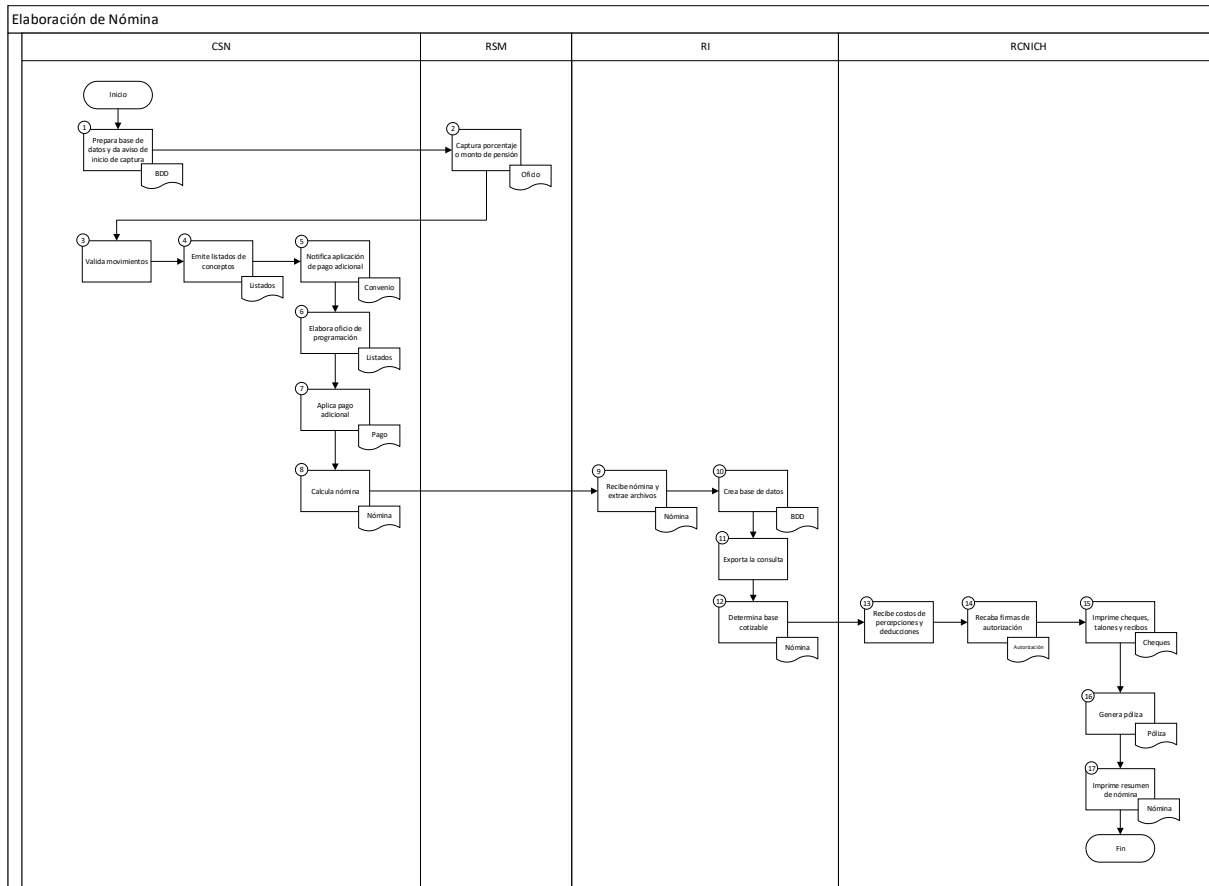 Elaboración de Nómina
CSN
RSM
RI
RCNICH
Inicio
1
Prepara base de
datos y da aviso de
inicio de captura
BDD
2
Captura porcentaje
o monto de pensión
Oficio
3
Valida movimientos
4
Emite listados de
conceptos
Listados
5
Notifica aplicación
de pago adicional
Convenio
6
Elabora oficio de
programación
Listados
7
Aplica pago
adicional
Pago
8
Calcula nómina
Nómina
9
Recibe nómina y
extrae archivos
Nómina
10
Crea base de datos
BDD
11
Exporta la consulta
12
Determina base
cotizable
Nómina
13
Recibe costos de
percepciones y
deducciones
14
Recaba firmas de
autorización
Autorización
15
Imprime cheques,
talones y recibos
Cheques
16
Genera póliza
Póliza
17
Imprime resumen
de nómina
Nómina
Fin